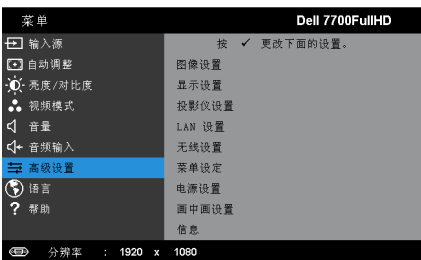 菜单 Dell 7700FullHD
输入源
自动调整
亮度/对比度
视频模式
音量
音频输入
高级设置
语言
帮助
按 ✓ 更改下面的设置。
图像设置
显示设置
投影仪设置
LAN 设置
无线设置
菜单设定
电源设置
画中画设置
信息
分辨率 : 1920 x 1080